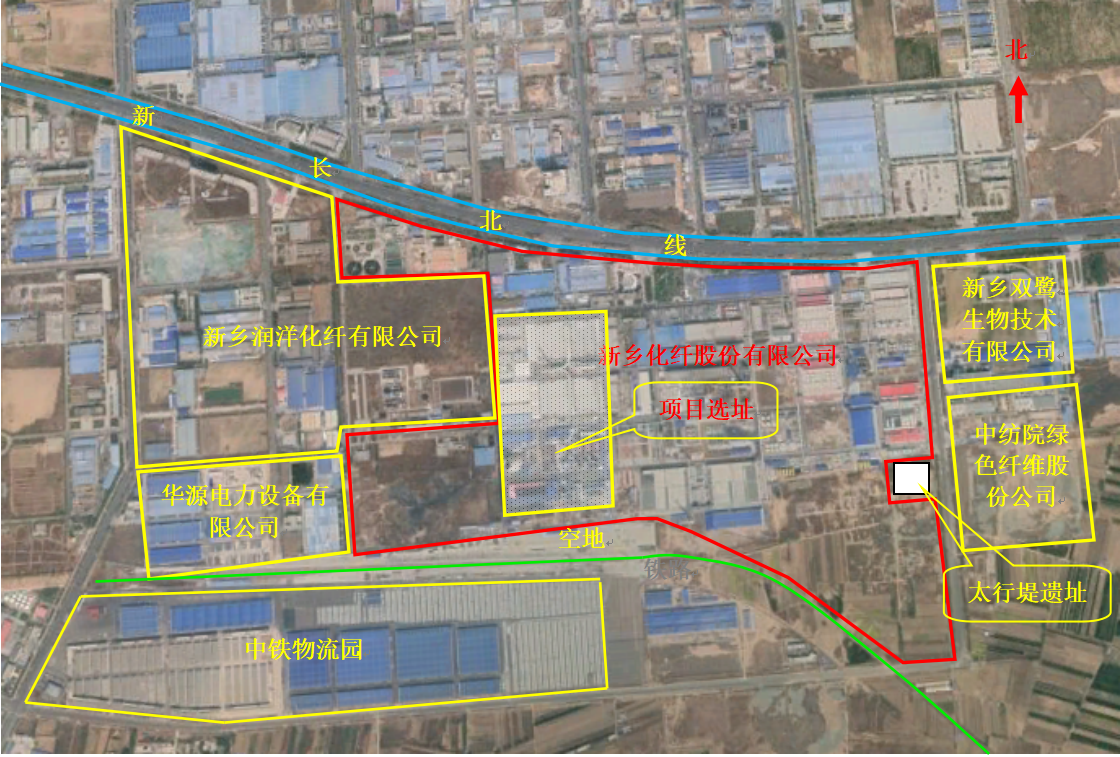 北
新
长
北
线
新乡双鹭
生物技术
有限公司
新乡润洋化纤有限公司
新乡化纤股份有限公司
项目选址
中纺院绿
色纤维股
份公司
华源电力设备有
限公司
空地
铁路
太行堤遗址
中铁物流园